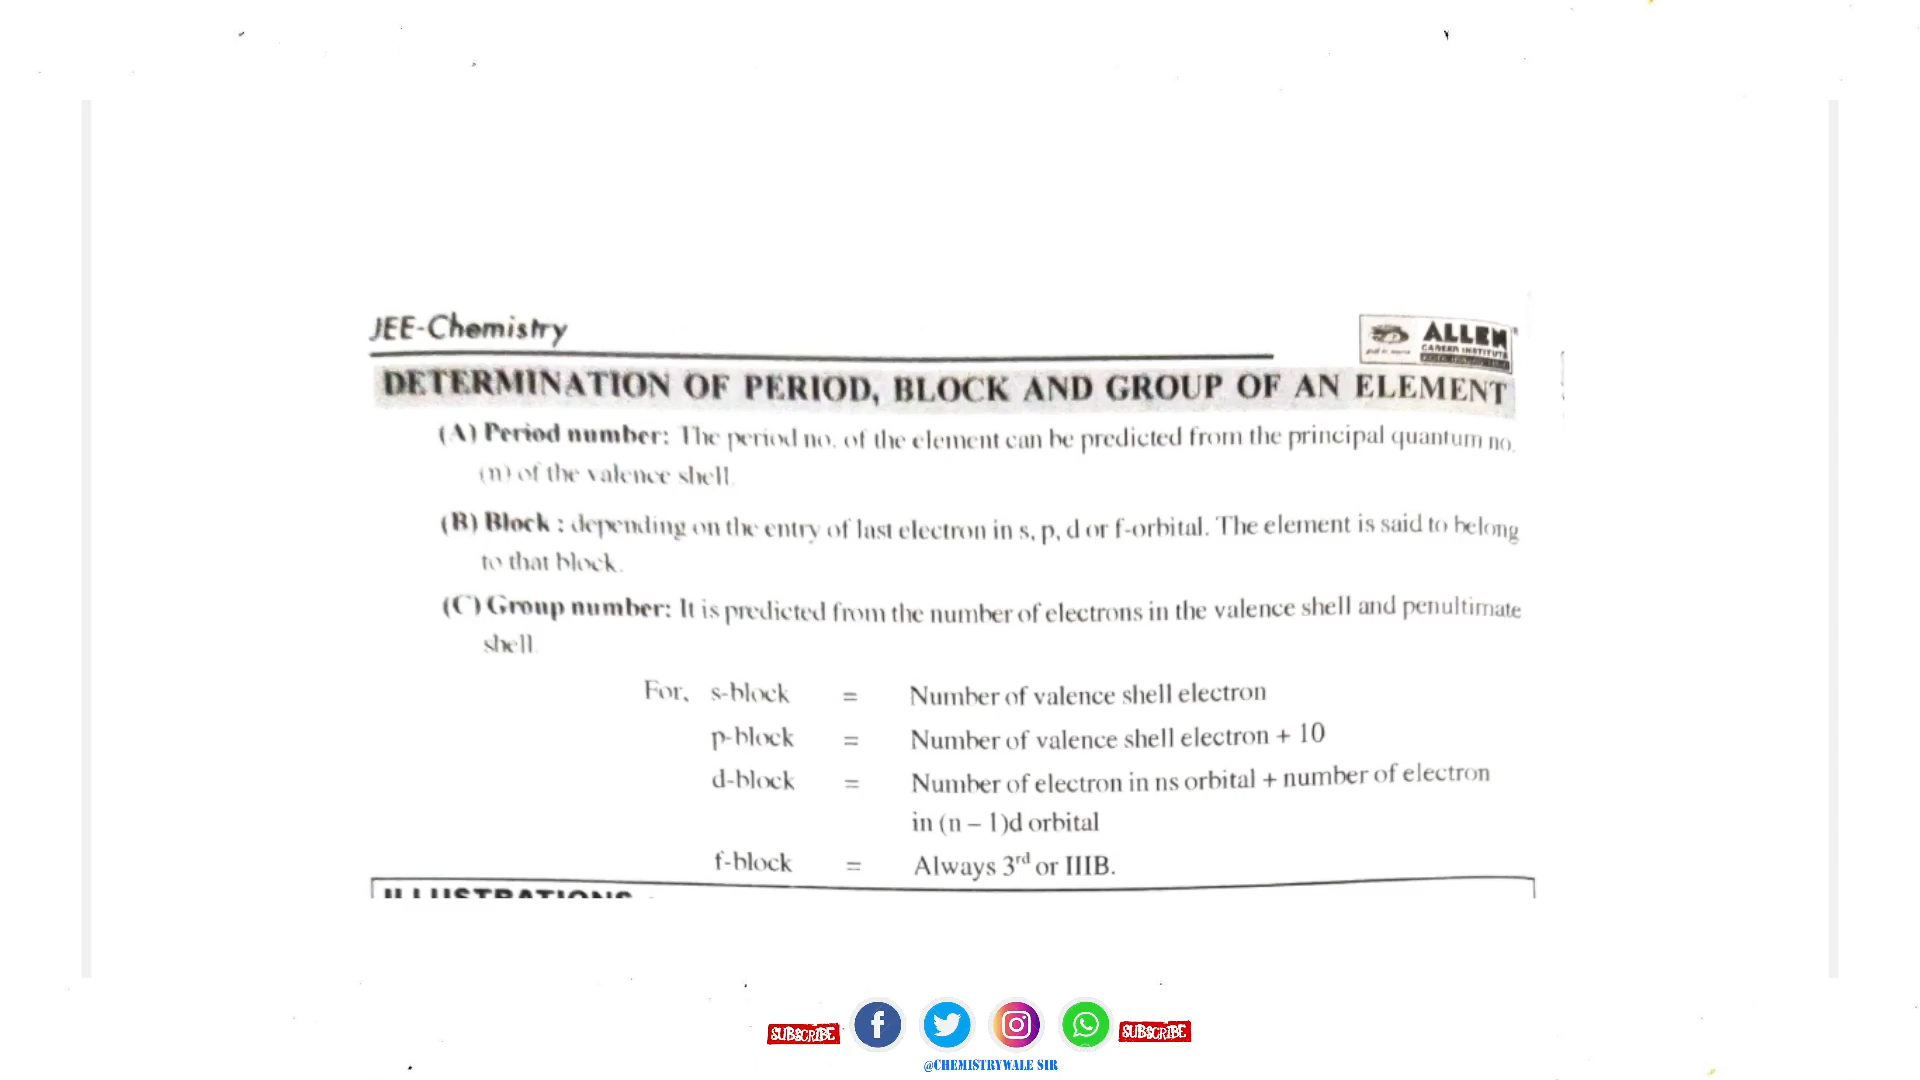 JEE-Chemistry
ALLEN
CAREER INSTITUTE
DETERMINATION OF PERIOD, BLOCK AND GROUP OF AN ELEMENT
(A) Period number: The period no. of the element can be predicted from the principal quantum no.
(n) of the valence shell.
(B) Block : depending on the entry of last electron in s, p, d or f-orbital. The element is said to belong
to that block.
(C) Group number: It is predicted from the number of electrons in the valence shell and penultimate
shell.
For, s-block = Number of valence shell electron
p-block = Number of valence shell electron + 10
d-block = Number of electron in ns orbital + number of electron
in (n – 1)d orbital
f-block = Always 3rd or IIIB.
ILLUSTRATIONS
SUBSCRIBE
SUBSCRIBE
@CHEMISTRYWALE SIR